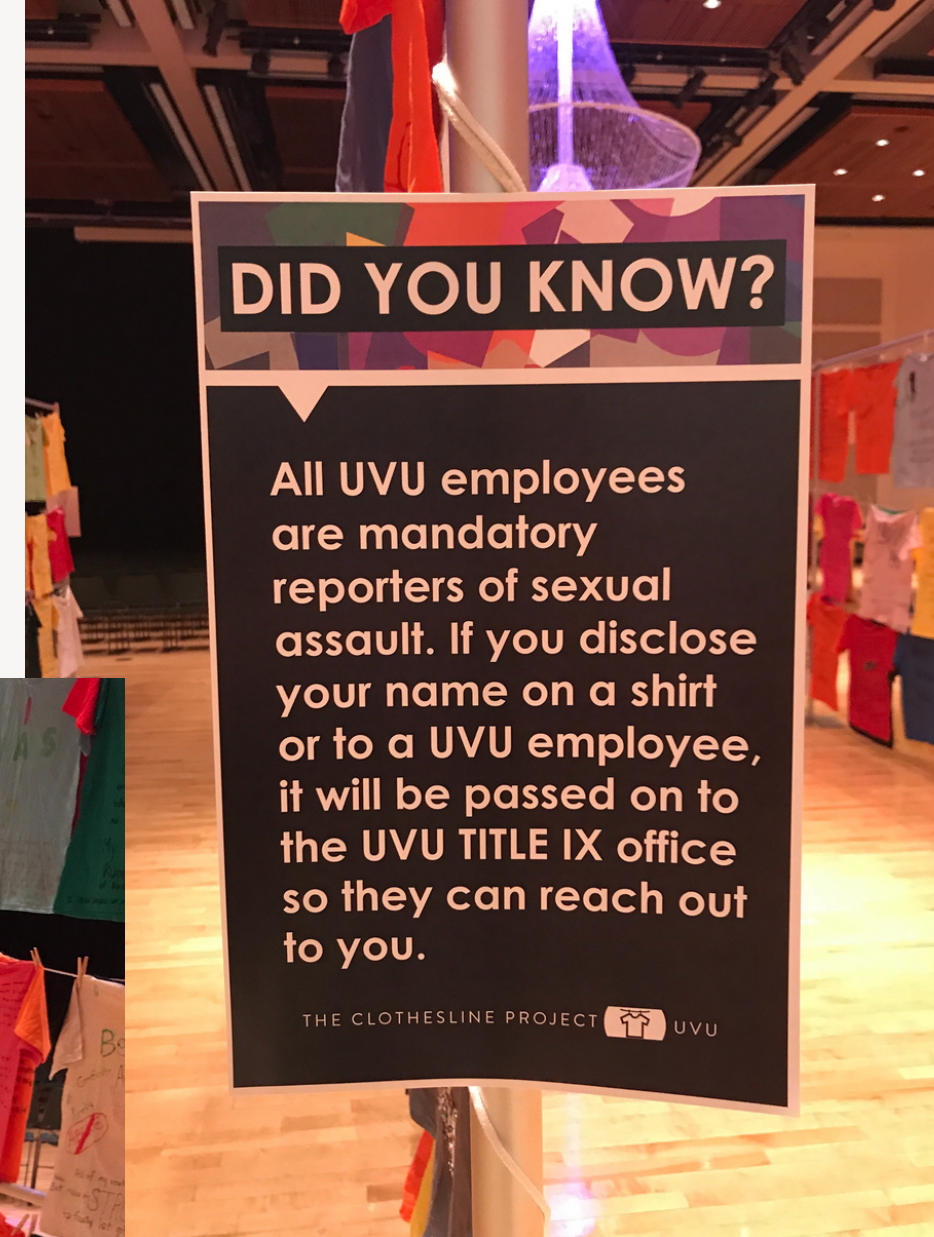 DID YOU KNOW?
All UVU employees
are mandatory
reporters of sexual
assault. If you disclose
your name on a shirt
or to a UVU employee,
it will be passed on to
the UVU TITLE IX office
so they can reach out
to you.
THE CLOTHESLINE PROJECT UVU